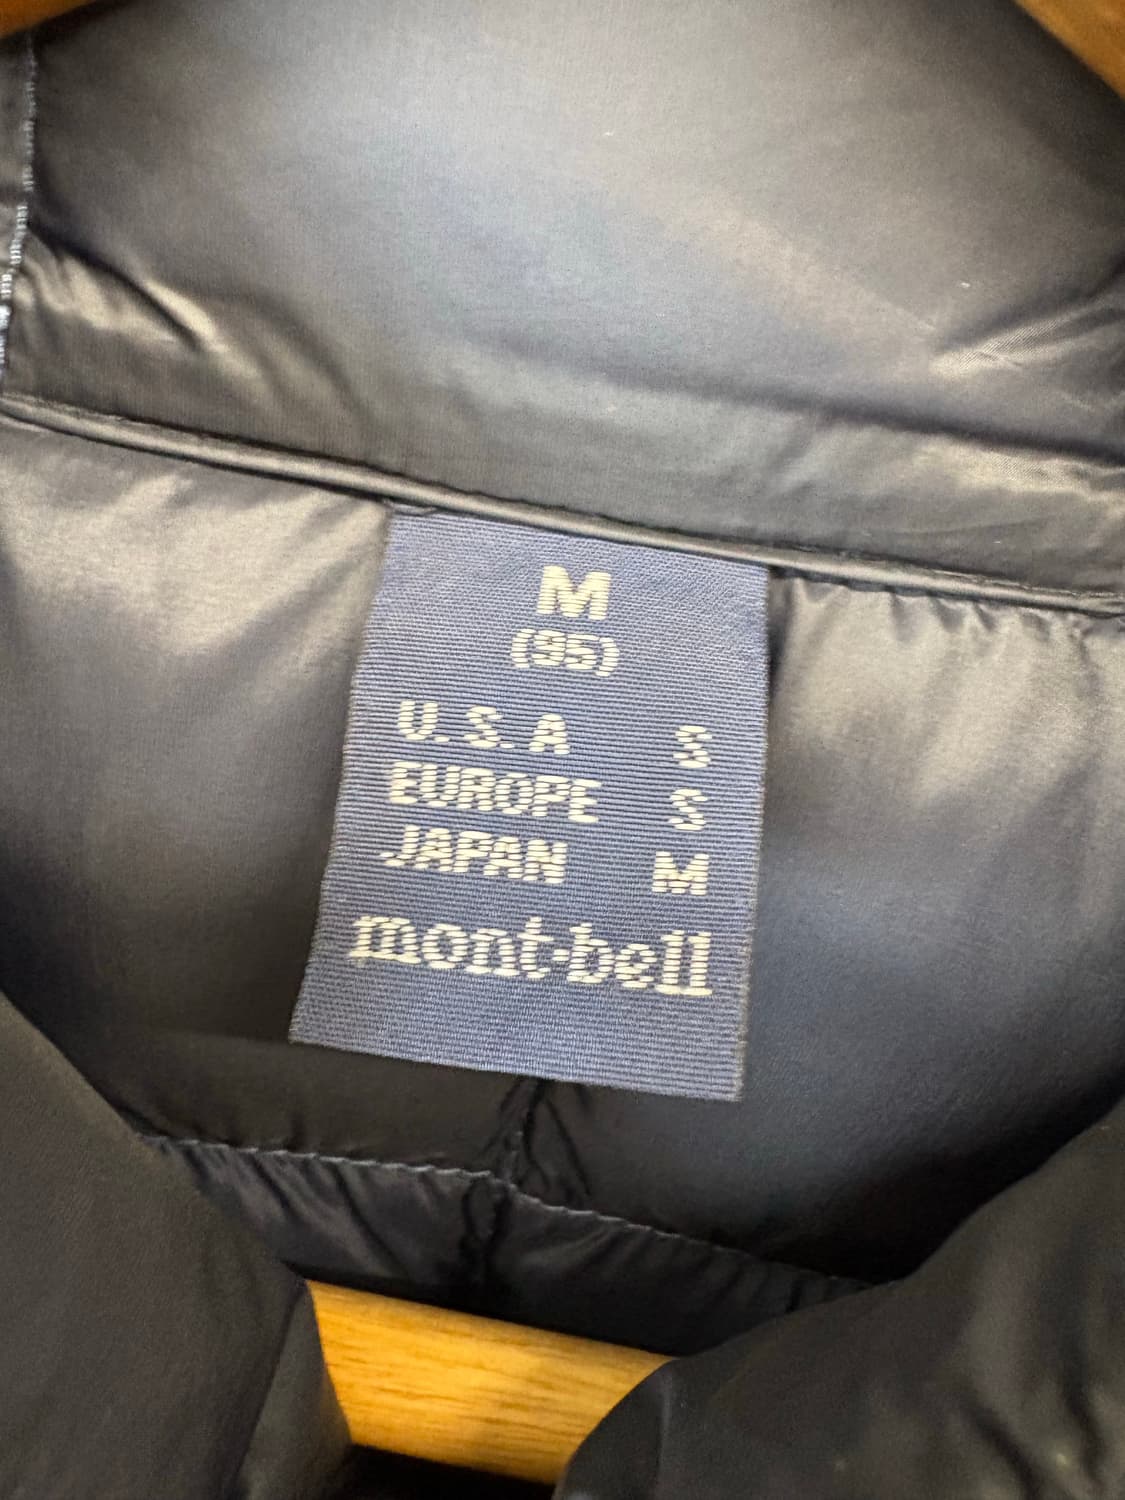 M
(95)
U.S.A S
EUROPE S
JAPAN M
mont-bell